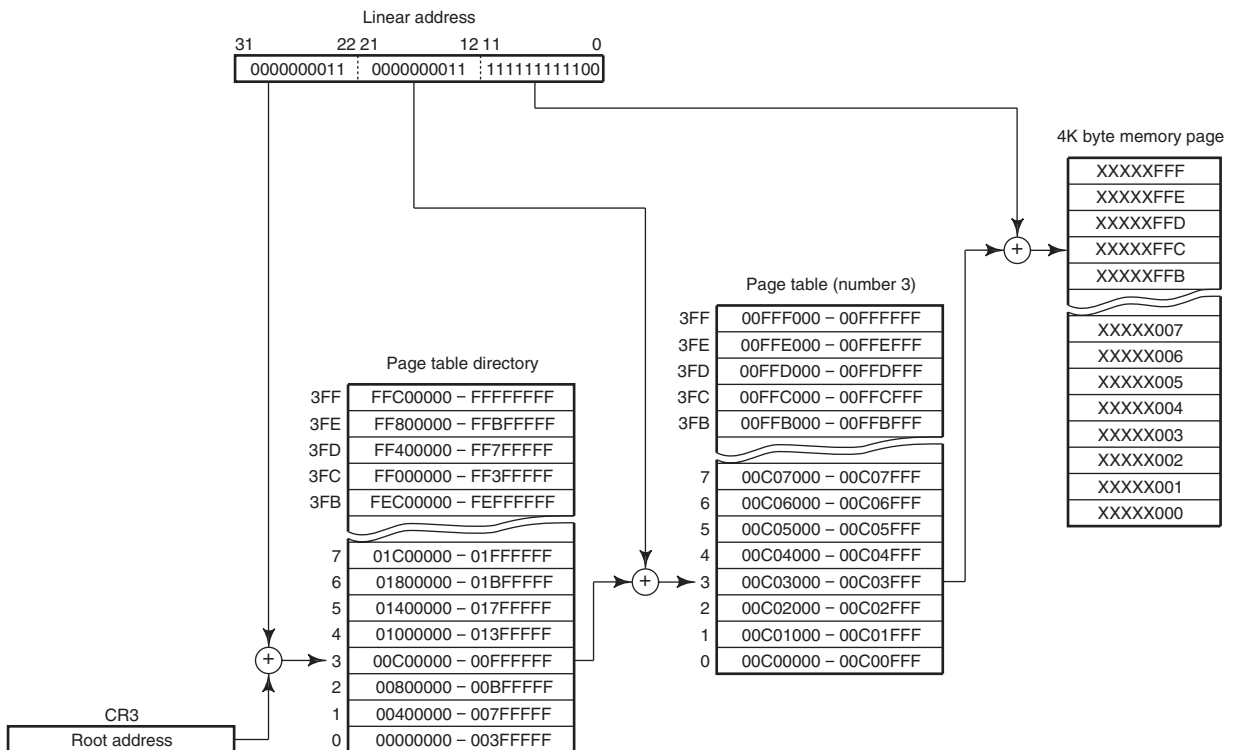 Linear address
31 22 21 12 11 0
0000000011 0000000011 111111111100
4K byte memory page
XXXXXFFF
XXXXXFFE
XXXXXFFD
XXXXXFFC
XXXXXFFB
XXXXX007
XXXXX006
XXXXX005
XXXXX004
XXXXX003
XXXXX002
XXXXX001
XXXXX000
+
Page table (number 3)
3FF 00FFF000 – 00FFFFFF
3FE 00FFE000 – 00FFEFFF
3FD 00FFD000 – 00FFDFFF
3FC 00FFC000 – 00FFCFFF
3FB 00FFB000 – 00FFBFFF
7 00C07000 – 00C07FFF
6 00C06000 – 00C06FFF
5 00C05000 – 00C05FFF
4 00C04000 – 00C04FFF
+ 3 00C03000 – 00C03FFF
2 00C02000 – 00C02FFF
1 00C01000 – 00C01FFF
0 00C00000 – 00C00FFF
Page table directory
3FF FFC00000 – FFFFFFFF
3FE FF800000 – FFBFFFFF
3FD FF400000 – FF7FFFFF
3FC FF000000 – FF3FFFFF
3FB FEC00000 – FEFFFFFF
7 01C00000 – 01FFFFFF
6 01800000 – 01BFFFFF
5 01400000 – 017FFFFF
4 01000000 – 013FFFFF
+ 3 00C00000 – 00FFFFFF
2 00800000 – 00BFFFFF
1 00400000 – 007FFFFF
0 00000000 – 003FFFFF
CR3
Root address